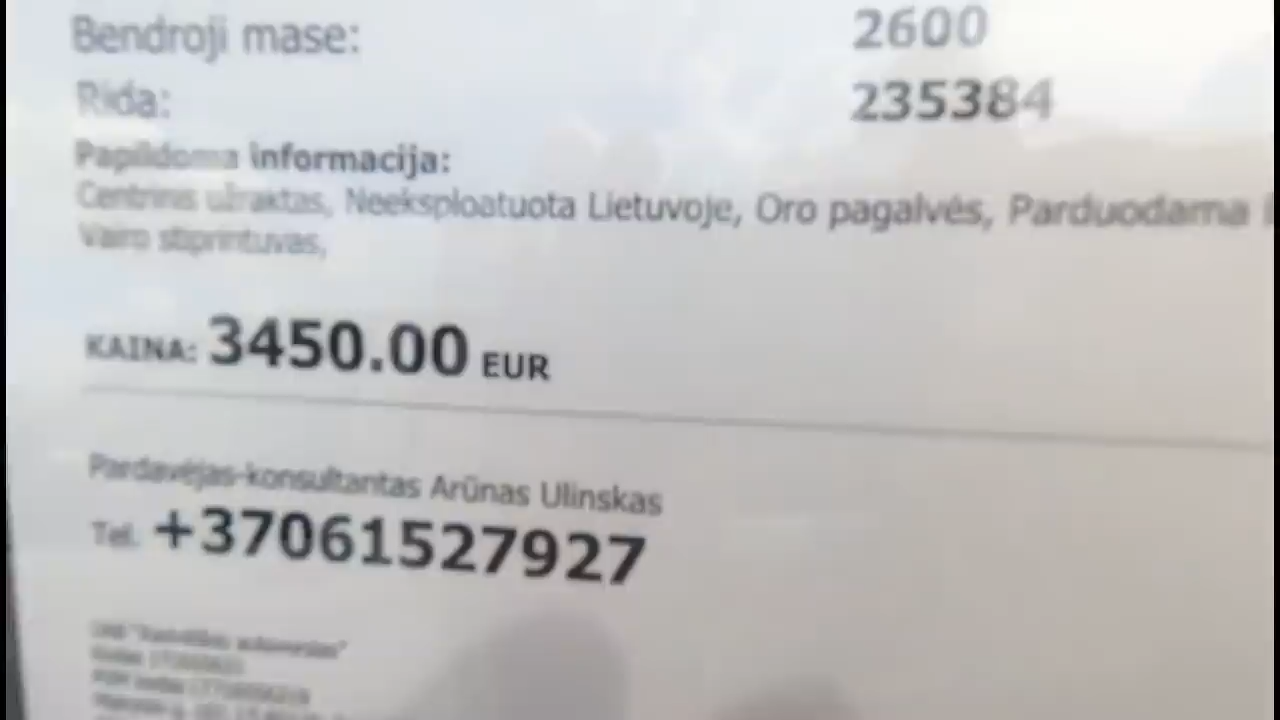 Bendroji mase: 2600
Rida: 235384
Papildoma informacija:
Centrinis užraktas, Neeksploatuota Lietuvoje, Oro pagalvės, Parduodama
Vairo stiprintuvas,
KAINA: 3450.00 EUR
Pardavėjas-konsultantas Arūnas Ulinskas
Tel. +37061527927